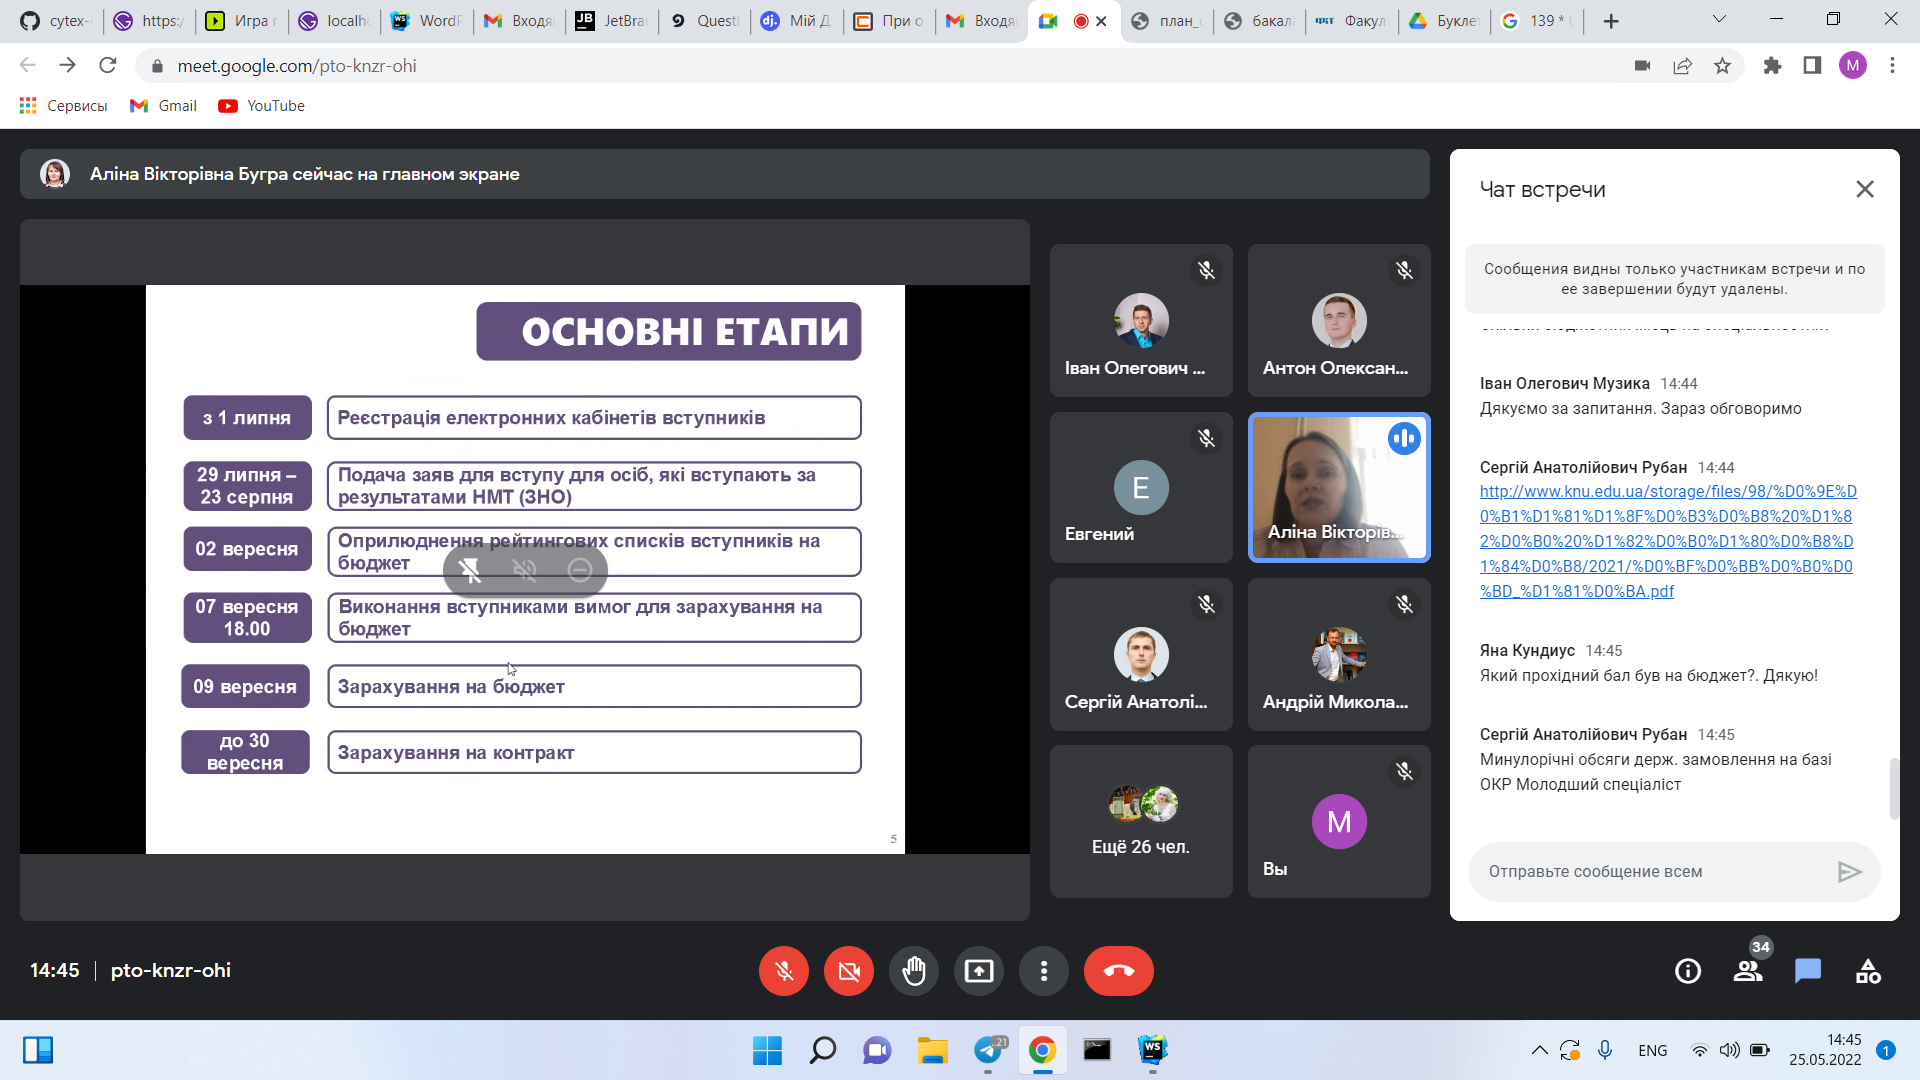 cytex-
https:/
Игра п
localh
WordP
Входя
JetBrai
Questi
Мій Д
При о
Входя
план_
бакал
Факул
Букле
139 * 
meet.google.com/pto-knzr-ohi
M
Сервисы
Gmail
YouTube
Аліна Вікторівна Бугра сейчас на главном экране
ОСНОВНІ ЕТАПИ
з 1 липня
Реєстрація електронних кабінетів вступників
29 липня –
23 серпня
Подача заяв для вступу для осіб, які вступають за
результатами НМТ (ЗНО)
02 вересня
Оприлюднення рейтингових списків вступників на
бюджет
07 вересня
18.00
Виконання вступниками вимог для зарахування на
бюджет
09 вересня
Зарахування на бюджет
до 30
вересня
Зарахування на контракт
5
Іван Олегович ...
Антон Олексан...
E
Евгений
Аліна Вікторів...
Сергій Анатолі...
Андрій Микола...
Ещё 26 чел.
M
Вы
Чат встречи
Сообщения видны только участникам встречи и по
ее завершении будут удалены.
Іван Олегович Музика 14:44
Дякуємо за запитання. Зараз обговоримо
Сергій Анатолійович Рубан 14:44
http://www.knu.edu.ua/storage/files/98/%D0%9E%D
0%B1%D1%81%D1%8F%D0%B3%D0%B8%20%D1%8
2%D0%B0%20%D1%82%D0%B0%D1%80%D0%B8%D
1%84%D0%B8/2021/%D0%BF%D0%BB%D0%B0%D0
%BD_%D1%81%D0%BA.pdf
Яна Кундиус 14:45
Який прохідний бал був на бюджет?. Дякую!
Сергій Анатолійович Рубан 14:45
Минулорічні обсяги держ. замовлення на базі
ОКР Молодший спеціаліст
Отправьте сообщение всем
14:45
pto-knzr-ohi
34
21
ENG
14:45
25.05.2022
1